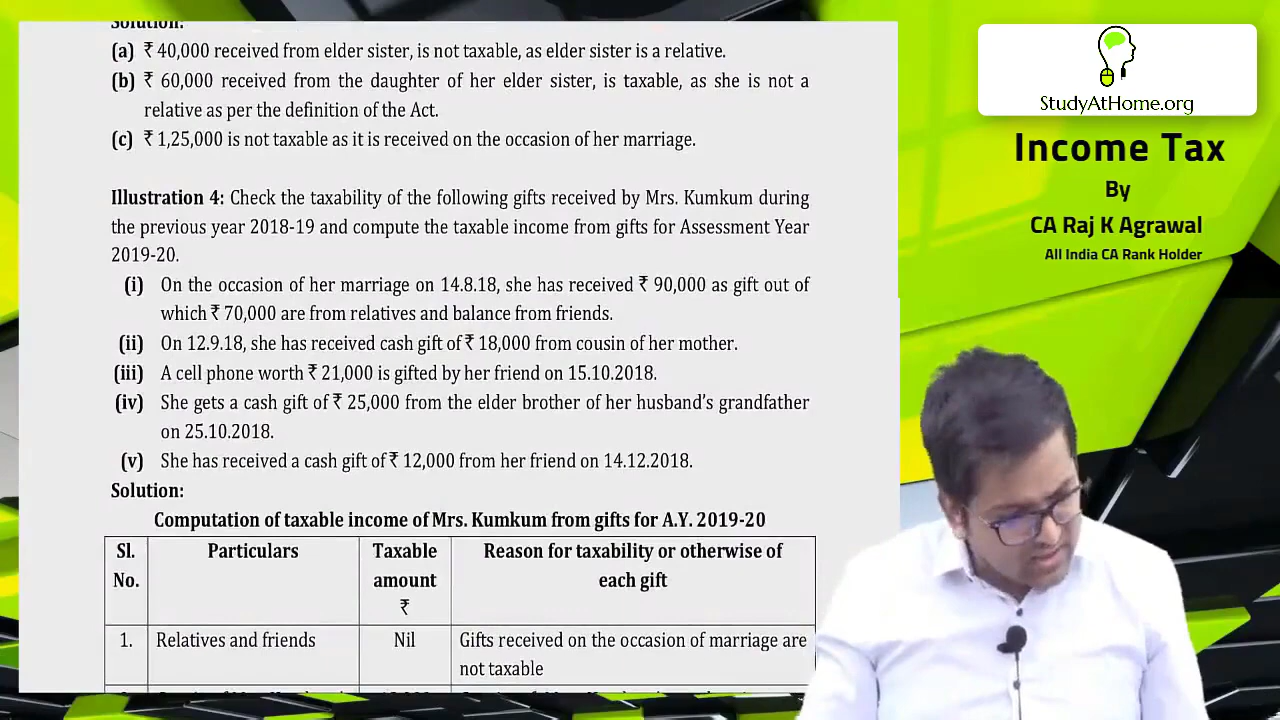 Solution:
(a) ₹ 40,000 received from elder sister, is not taxable, as elder sister is a relative.
(b) ₹ 60,000 received from the daughter of her elder sister, is taxable, as she is not a
relative as per the definition of the Act.
(c) ₹ 1,25,000 is not taxable as it is received on the occasion of her marriage.
Illustration 4: Check the taxability of the following gifts received by Mrs. Kumkum during
the previous year 2018-19 and compute the taxable income from gifts for Assessment Year
2019-20.
(i) On the occasion of her marriage on 14.8.18, she has received ₹ 90,000 as gift out of
which ₹ 70,000 are from relatives and balance from friends.
(ii) On 12.9.18, she has received cash gift of ₹ 18,000 from cousin of her mother.
(iii) A cell phone worth ₹ 21,000 is gifted by her friend on 15.10.2018.
(iv) She gets a cash gift of ₹ 25,000 from the elder brother of her husband's grandfather
on 25.10.2018.
(v) She has received a cash gift of ₹ 12,000 from her friend on 14.12.2018.
Solution:
Computation of taxable income of Mrs. Kumkum from gifts for A.Y. 2019-20
Sl. No. Particulars Taxable amount ₹ Reason for taxability or otherwise of each gift
1. Relatives and friends Nil Gifts received on the occasion of marriage are
not taxable
StudyAtHome.org
Income Tax
By
CA Raj K Agrawal
All India CA Rank Holder